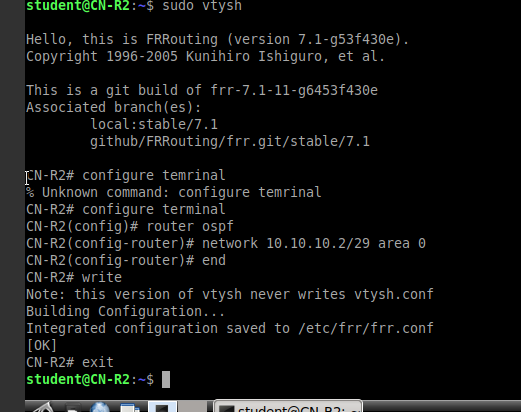 student@CN-R2:~$ sudo vtysh
Hello, this is FRRouting (version 7.1-g53f430e).
Copyright 1996-2005 Kunihiro Ishiguro, et al.
This is a git build of frr-7.1-11-g6453f430e
Associated branch(es):
        local:stable/7.1
        github/FRRouting/frr.git/stable/7.1
CN-R2# configure temrinal
% Unknown command: configure temrinal
CN-R2# configure terminal
CN-R2(config)# router ospf
CN-R2(config-router)# network 10.10.10.2/29 area 0
CN-R2(config-router)# end
CN-R2# write
Note: this version of vtysh never writes vtysh.conf
Building Configuration...
Integrated configuration saved to /etc/frr/frr.conf
[OK]
CN-R2# exit
student@CN-R2:~$
student@CN-R2: ~